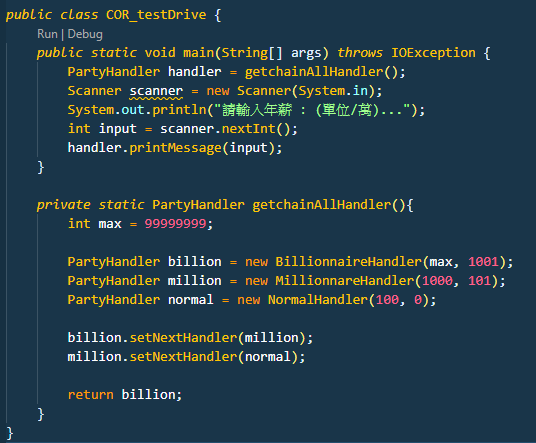 public class COR_testDrive {
Run | Debug
public static void main(String[] args) throws IOException {
PartyHandler handler = getchainAllHandler();
Scanner scanner = new Scanner(System.in);
System.out.println("請輸入年薪 : (單位/萬)...");
int input = scanner.nextInt();
handler.printMessage(input);
}
private static PartyHandler getchainAllHandler(){
int max = 99999999;
PartyHandler billion = new BillionnaireHandler(max, 1001);
PartyHandler million = new MillionnareHandler(1000, 101);
PartyHandler normal = new NormalHandler(100, 0);
billion.setNextHandler(million);
million.setNextHandler(normal);
return billion;
}
}